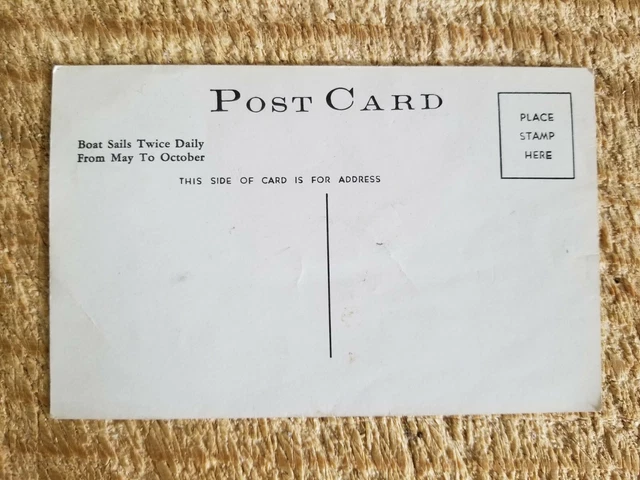 POST CARD
PLACE
STAMP
HERE
Boat Sails Twice Daily
From May To October
THIS SIDE OF CARD IS FOR ADDRESS